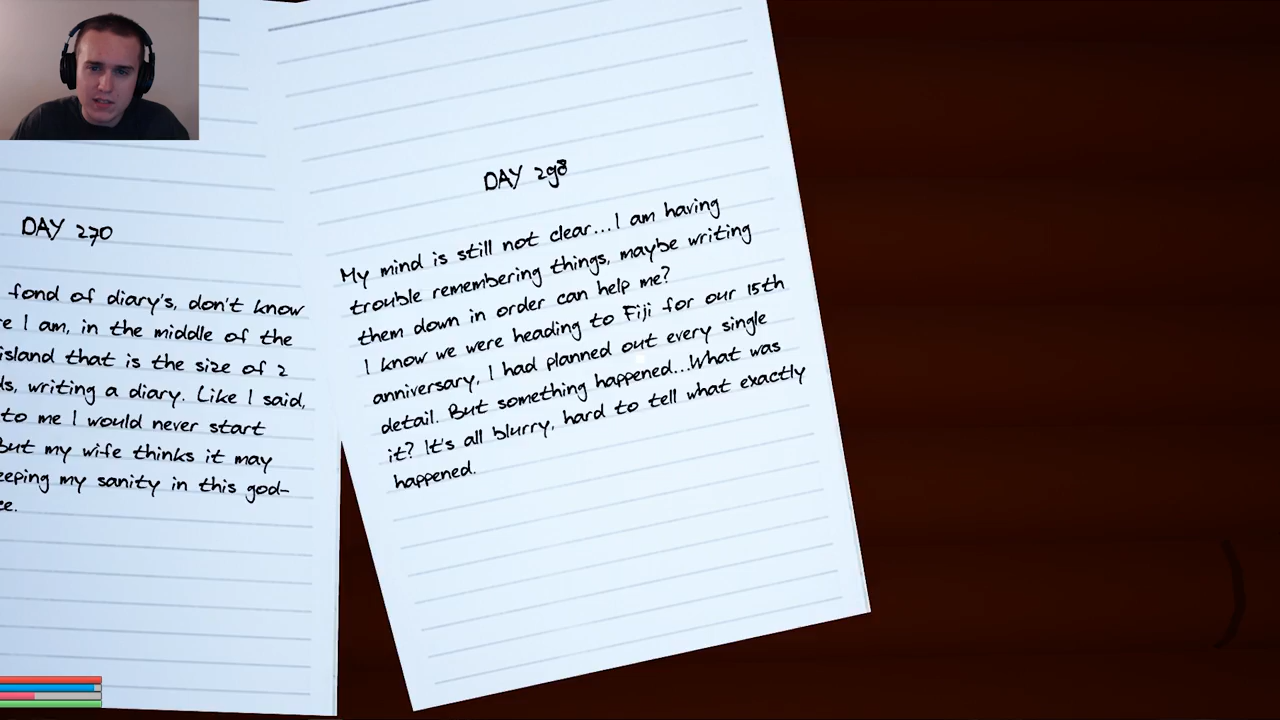 DAY 270
fond of diary's, don't know
e I am, in the middle of the
island that is the size of 2
s, writing a diary. Like I said,
to me I would never start
But my wife thinks it may
eeping my sanity in this god-
ce.
DAY 298
My mind is still not clear...I am having
trouble remembering things, maybe writing
them down in order can help me?
I know we were heading to Fiji for our 15th
anniversary, I had planned out every single
detail. But something happened...What was
it? It's all blurry, hard to tell what exactly
happened.